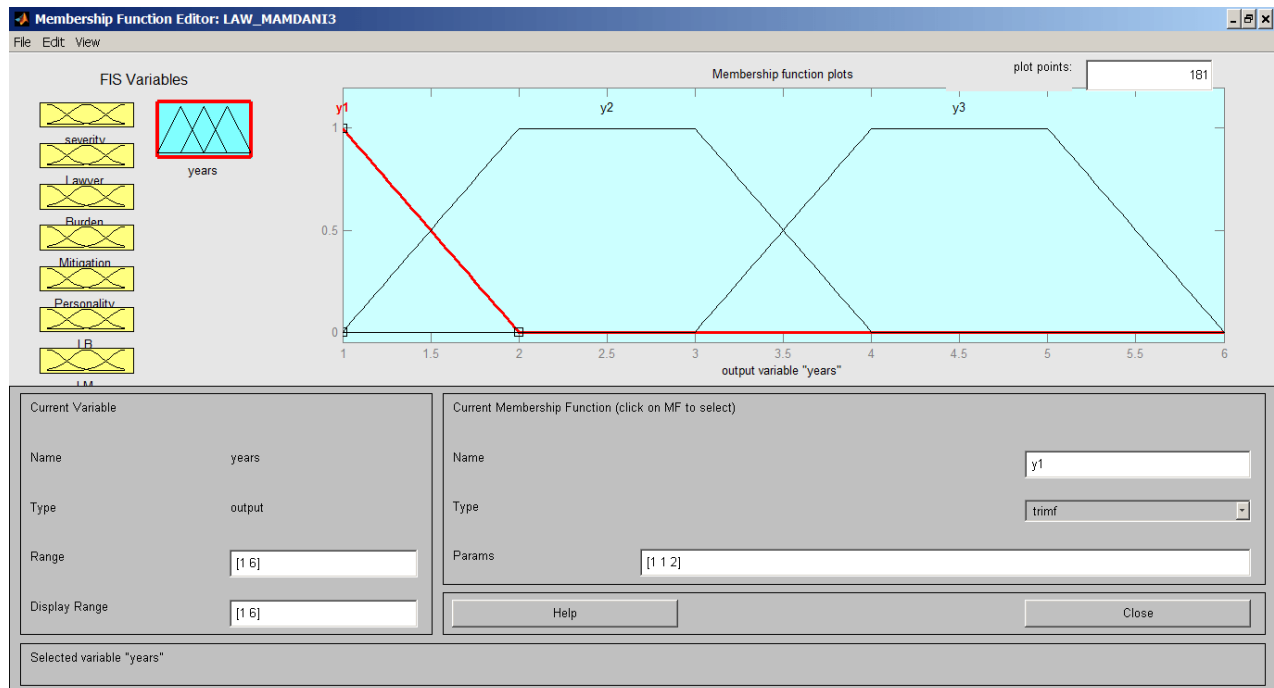 Membership Function Editor: LAW_MAMDANI3
File Edit View
FIS Variables
severity
Lawyer
Burden
Mitigation
Personality
LB
LM
years
Membership function plots
plot points:
181
y1
y2
y3
1
0.5
0
1 1.5 2 2.5 3 3.5 4 4.5 5 5.5 6
output variable "years"
Current Variable
Name years
Type output
Range [1 6]
Display Range [1 6]
Current Membership Function (click on MF to select)
Name y1
Type trimf
Params [1 1 2]
Help Close
Selected variable "years"